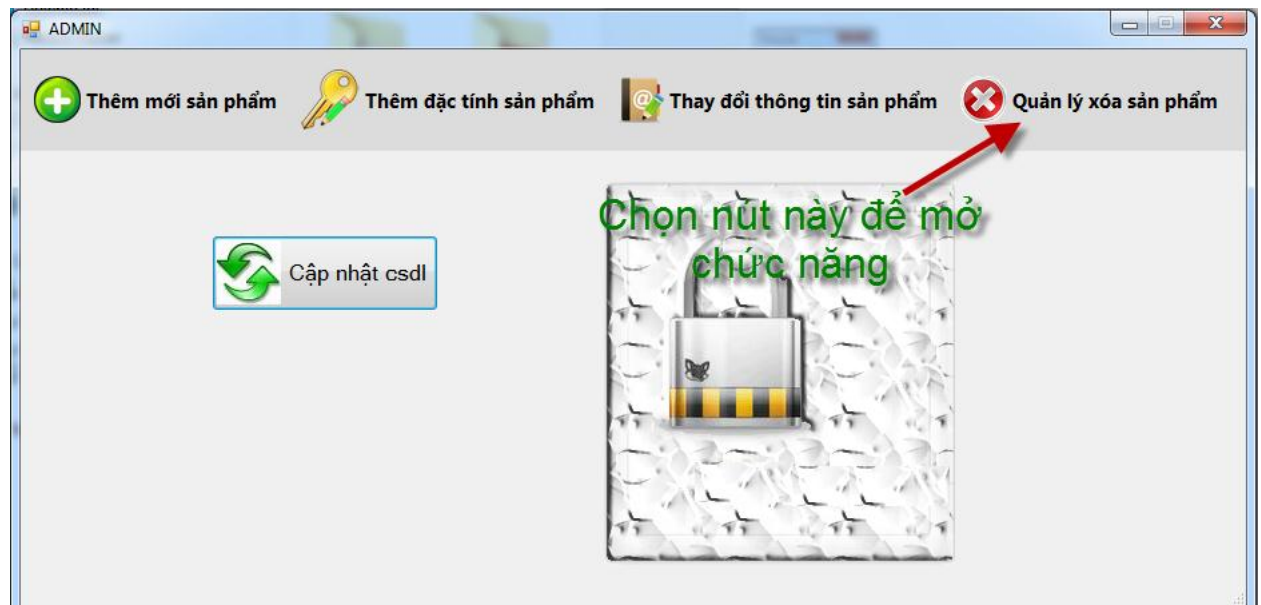 ADMIN
Thêm mới sản phẩm
Thêm đặc tính sản phẩm
Thay đổi thông tin sản phẩm
Quản lý xóa sản phẩm
Chọn nút này để mở
chức năng
Cập nhật csdl